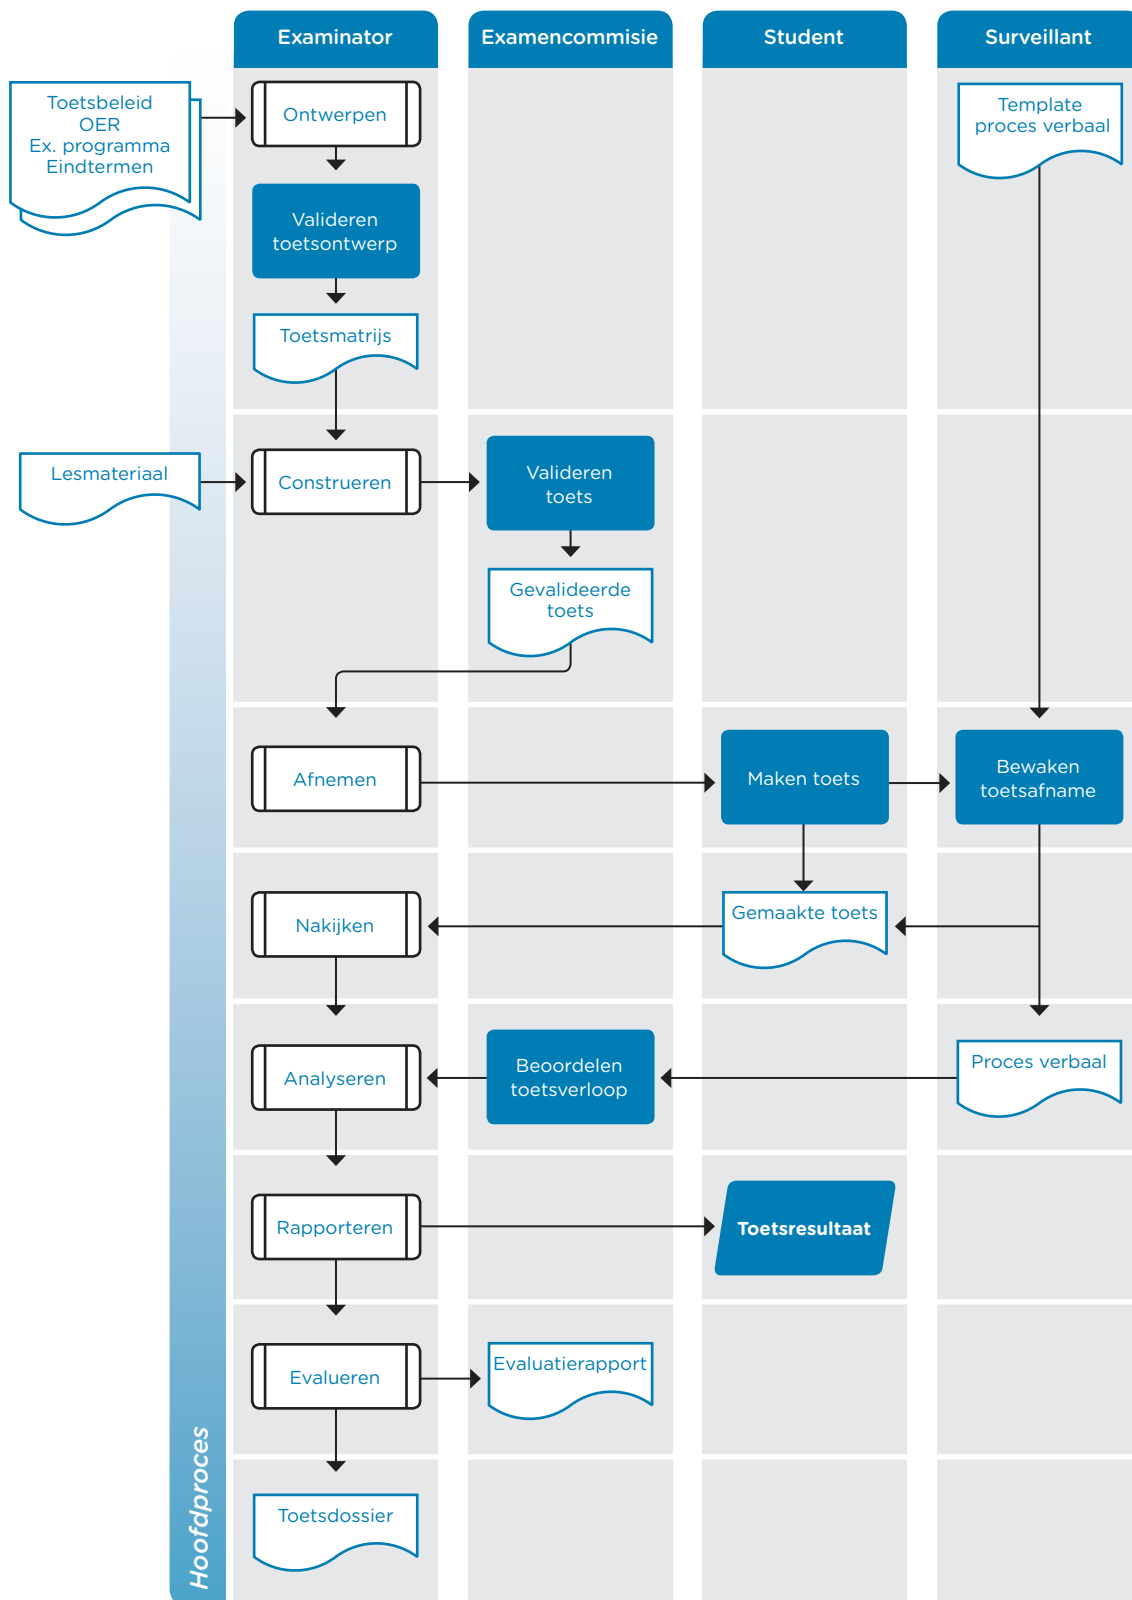 Examinator
Examencommisie
Student
Surveillant
Toetsbeleid
OER
Ex. programma
Eindtermen
Ontwerpen
Template
proces verbaal
Valideren
toetsontwerp
Toetsmatrijs
Lesmateriaal
Construeren
Valideren
toets
Gevalideerde
toets
Afnemen
Maken toets
Bewaken
toetsafname
Nakijken
Gemaakte toets
Analyseren
Beoordelen
toetsverloop
Proces verbaal
Rapporteren
Toetsresultaat
Evalueren
Evaluatierapport
Toetsdossier
Hoofdproces